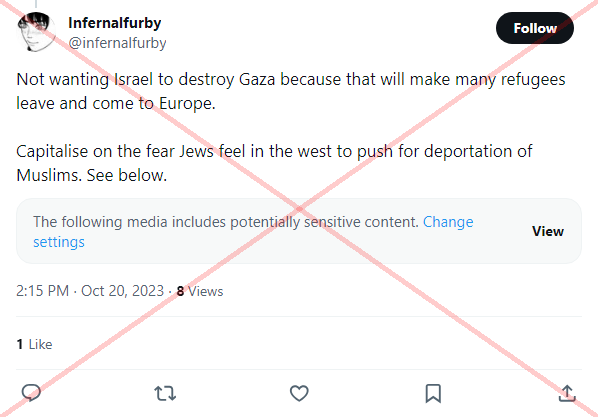 Infernalfurby
@infernalfurby
Follow
Not wanting Israel to destroy Gaza because that will make many refugees
leave and come to Europe.
Capitalise on the fear Jews feel in the west to push for deportation of
Muslims. See below.
The following media includes potentially sensitive content. Change
settings
View
2:15 PM · Oct 20, 2023 · 8 Views
1 Like